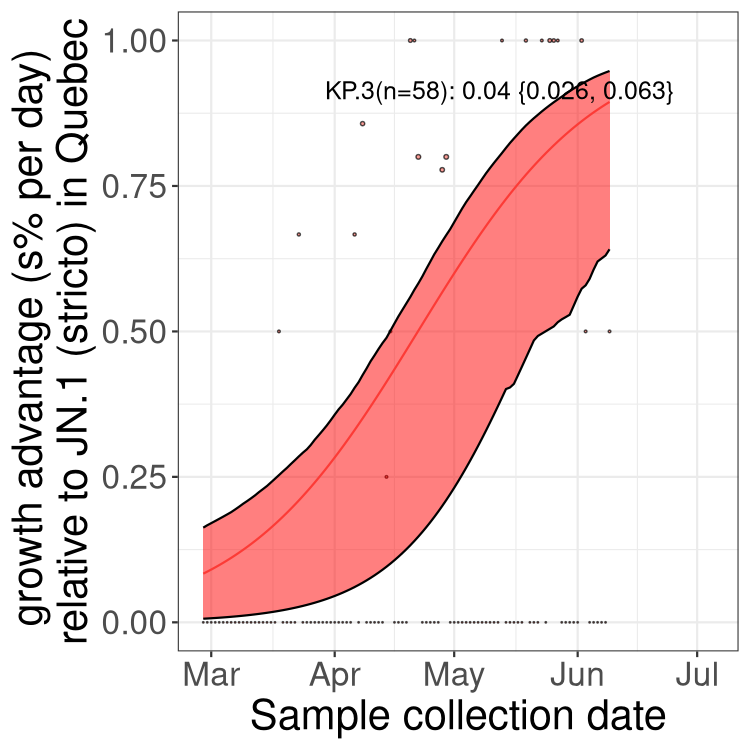 growth advantage (s% per day)
relative to JN.1 (stricto) in Quebec
1.00
0.75
0.50
0.25
0.00
KP.3(n=58): 0.04 {0.026, 0.063}
Mar Apr May Jun Jul
Sample collection date